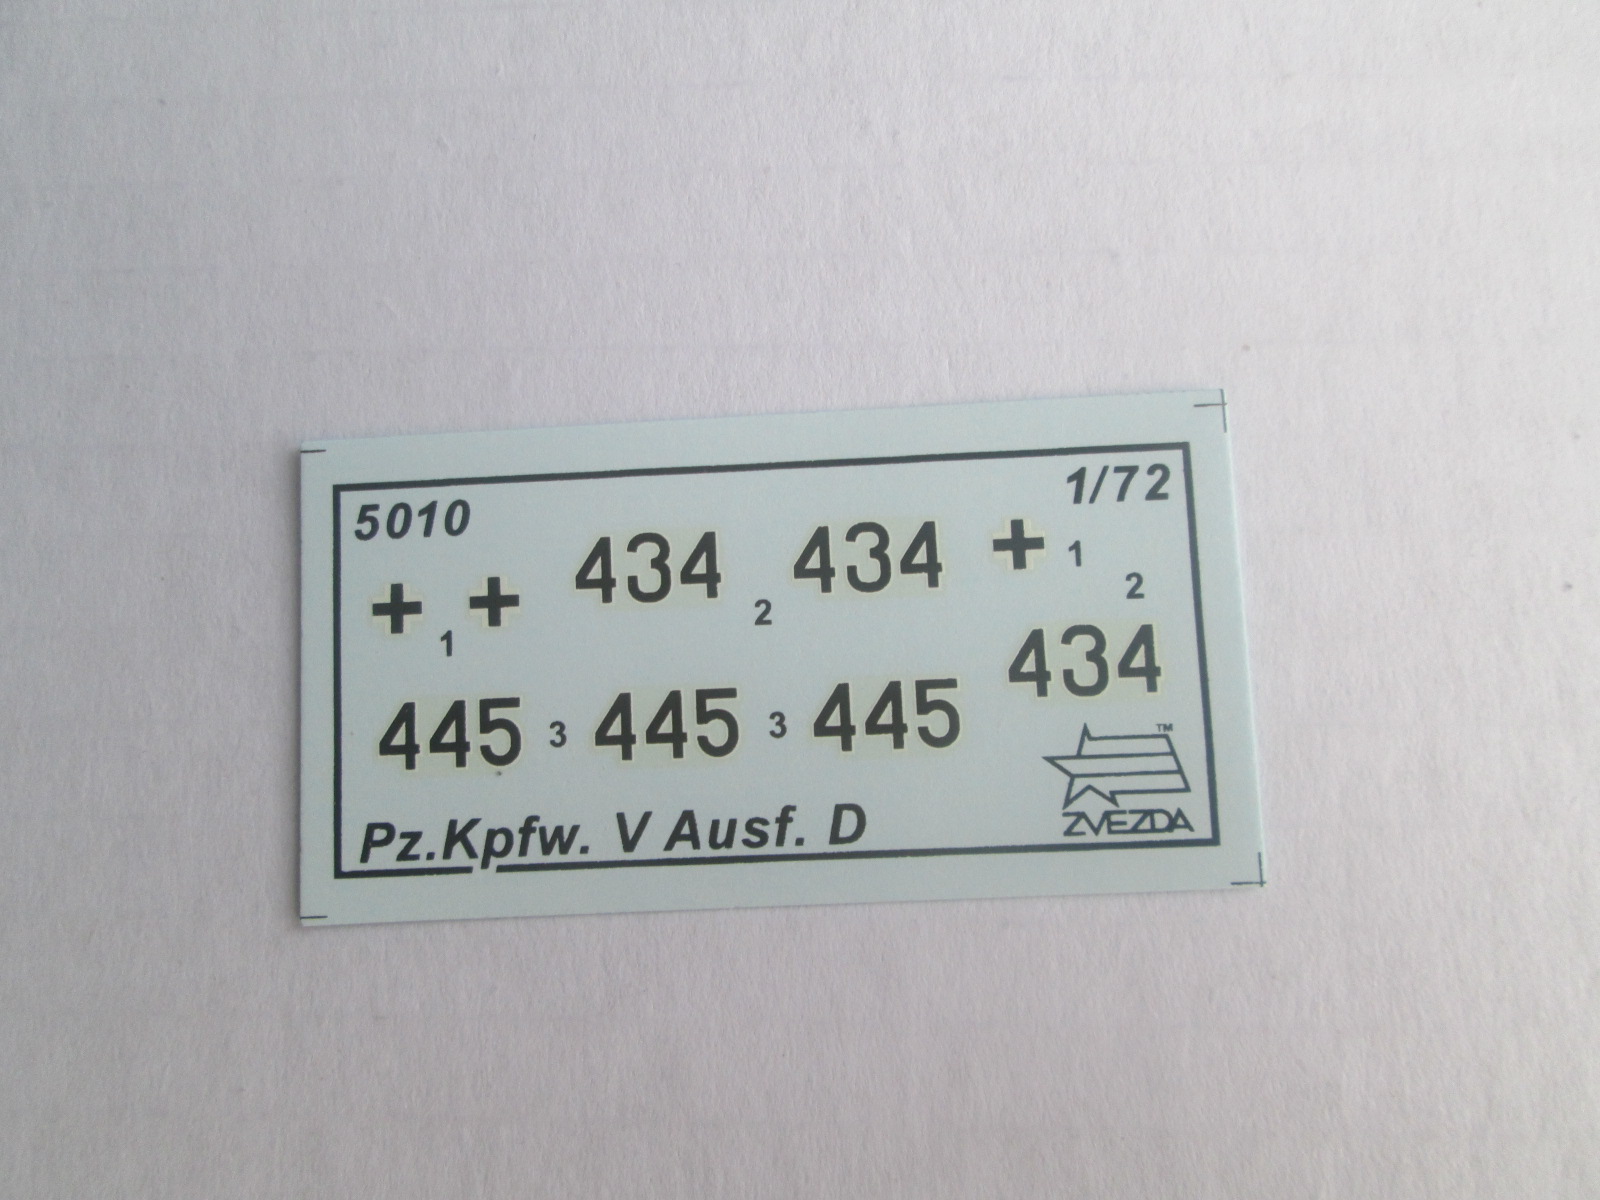 5010 1/72
434 434 + 1
+ 1 + 2 2
434
445 3 445 3 445
TM
ZVEZDA
Pz.Kpfw. V Ausf. D